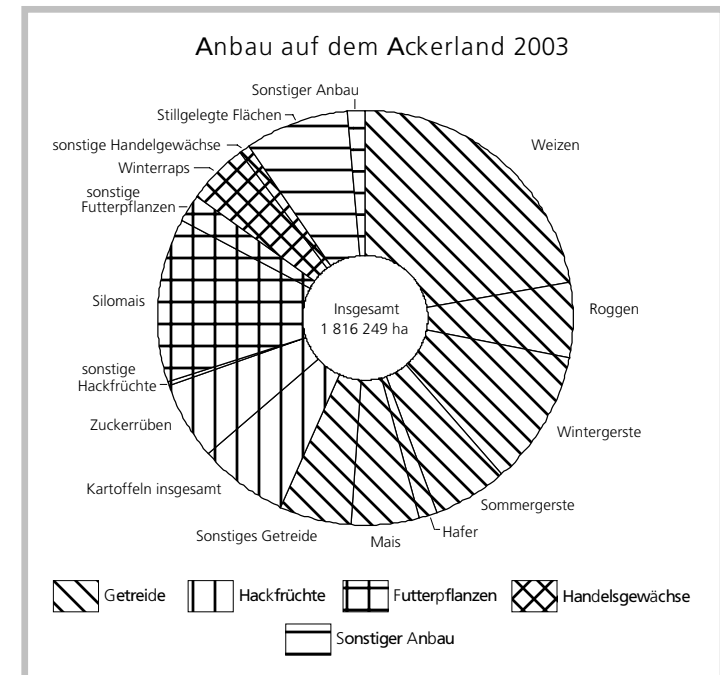 Anbau auf dem Ackerland 2003
Sonstiger Anbau
Stillgelegte Flächen
sonstige Handelgewächse
Winterraps
sonstige
Futterpflanzen
Silomais
sonstige
Hackfrüchte
Zuckerrüben
Kartoffeln insgesamt
Sonstiges Getreide
Mais
Hafer
Sommergerste
Wintergerste
Roggen
Weizen
Insgesamt
1 816 249 ha
Getreide
Hackfrüchte
Futterpflanzen
Handelsgewächse
Sonstiger Anbau